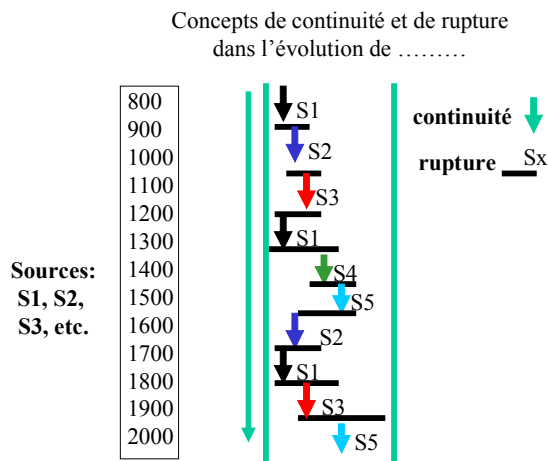 Concepts de continuité et de rupture
dans l'évolution de ………
800
900
1000
1100
1200
1300
1400
1500
1600
1700
1800
1900
2000
Sources:
S1, S2,
S3, etc.
S1
S2
S3
S1
S4
S5
S2
S1
S3
S5
continuité
rupture Sx